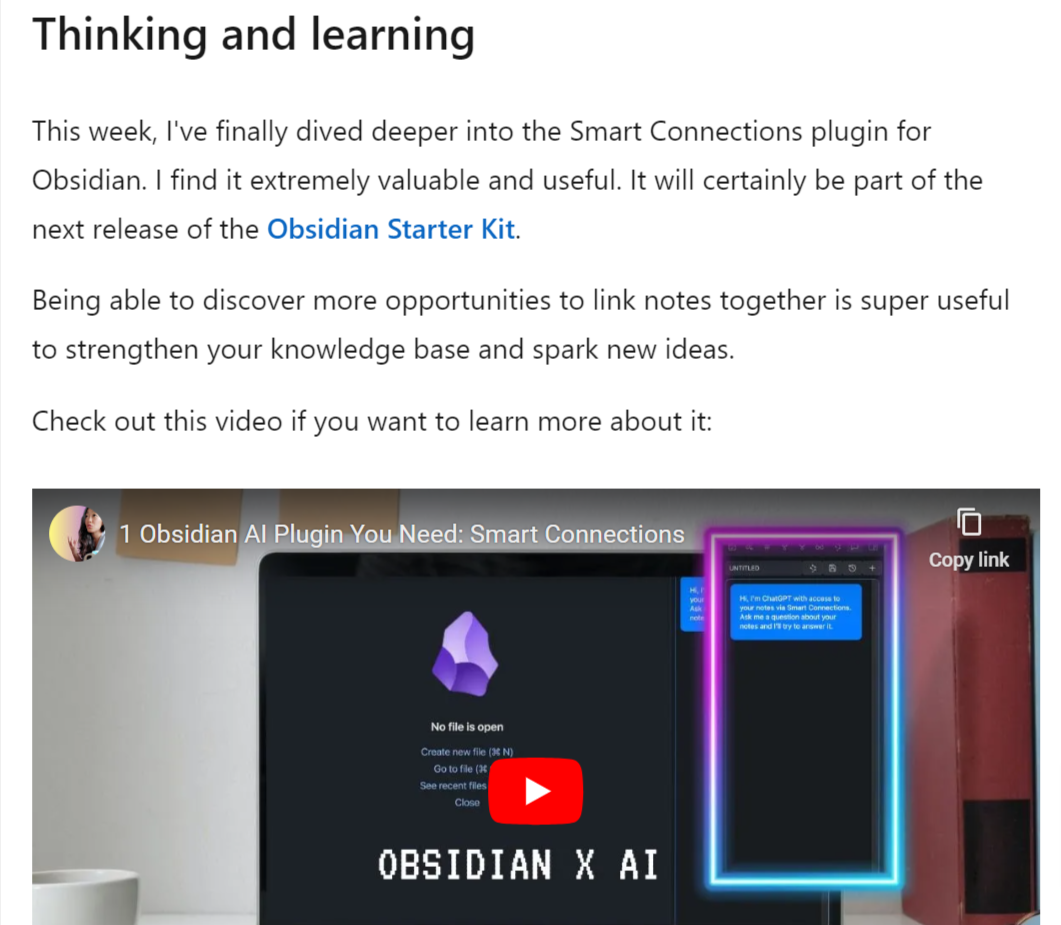 Thinking and learning
This week, I've finally dived deeper into the Smart Connections plugin for
Obsidian. I find it extremely valuable and useful. It will certainly be part of the
next release of the Obsidian Starter Kit.
Being able to discover more opportunities to link notes together is super useful
to strengthen your knowledge base and spark new ideas.
Check out this video if you want to learn more about it:
1 Obsidian AI Plugin You Need: Smart Connections
Copy link
UNTITLED
Hi, I'm ChatGPT with access to
your notes via Smart Connections.
Ask me a question about your
notes and I'll try to answer it.
Hi, I'
your
Ask
note
No file is open
Create new file (⌘ N)
Go to file (⌘
See recent files
Close
OBSIDIAN X AI